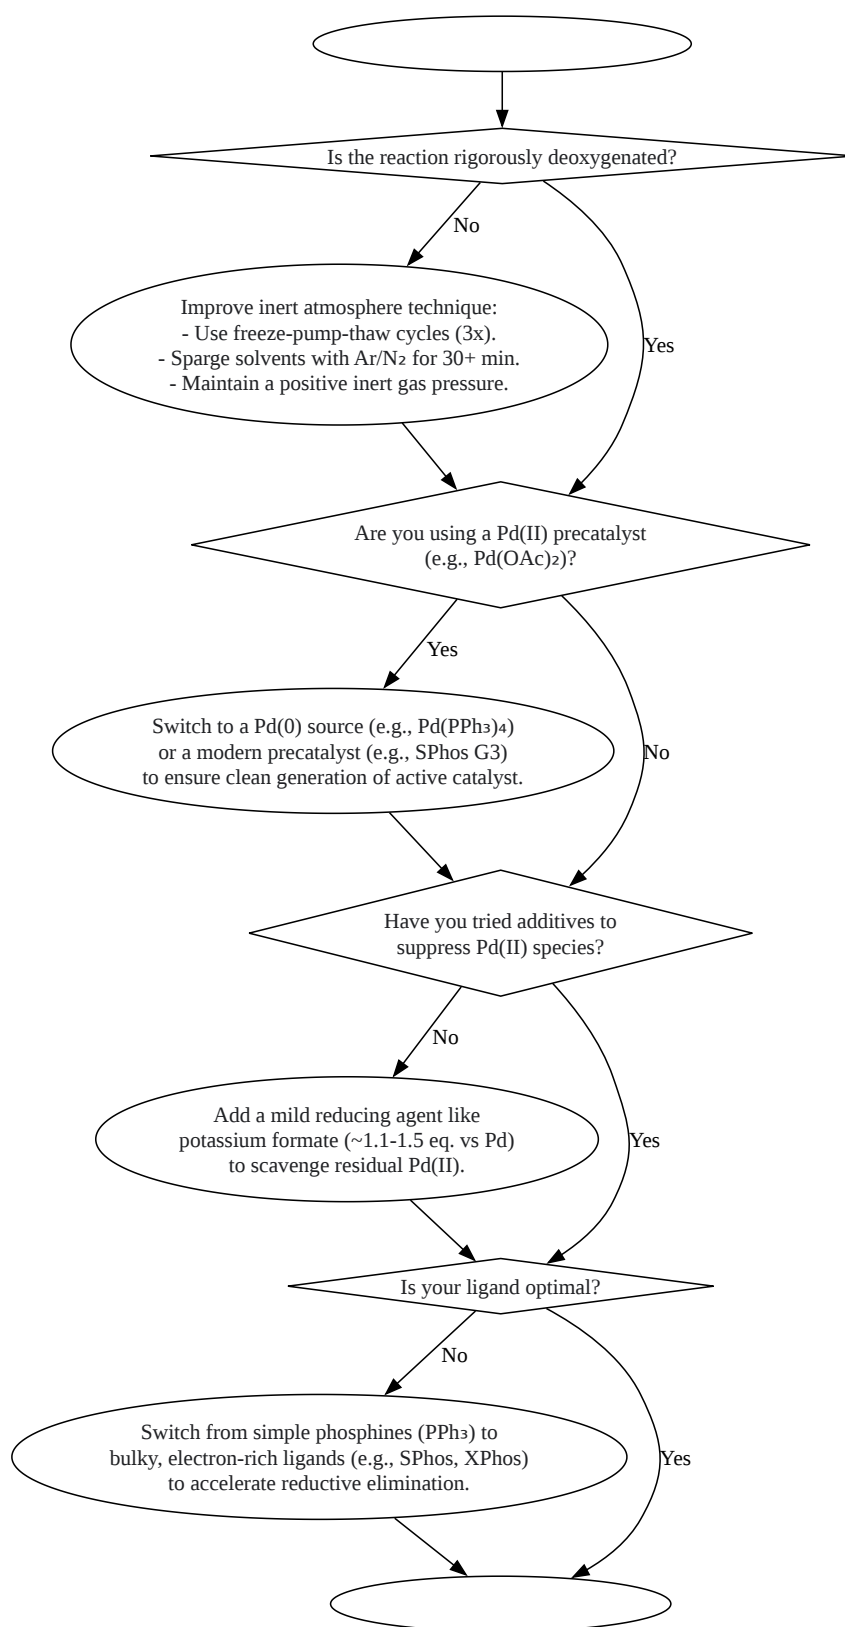 Is the reaction rigorously deoxygenated?
No
Improve inert atmosphere technique:
- Use freeze-pump-thaw cycles (3x).
- Sparge solvents with Ar/N₂ for 30+ min.
- Maintain a positive inert gas pressure.
Yes
Are you using a Pd(II) precatalyst
(e.g., Pd(OAc)₂)?
Yes
Switch to a Pd(0) source (e.g., Pd(PPh₃)₄)
or a modern precatalyst (e.g., SPhos G3)
to ensure clean generation of active catalyst.
No
Have you tried additives to
suppress Pd(II) species?
No
Add a mild reducing agent like
potassium formate (~1.1-1.5 eq. vs Pd)
to scavenge residual Pd(II).
Yes
Is your ligand optimal?
No
Switch from simple phosphines (PPh₃) to
bulky, electron-rich ligands (e.g., SPhos, XPhos)
to accelerate reductive elimination.
Yes